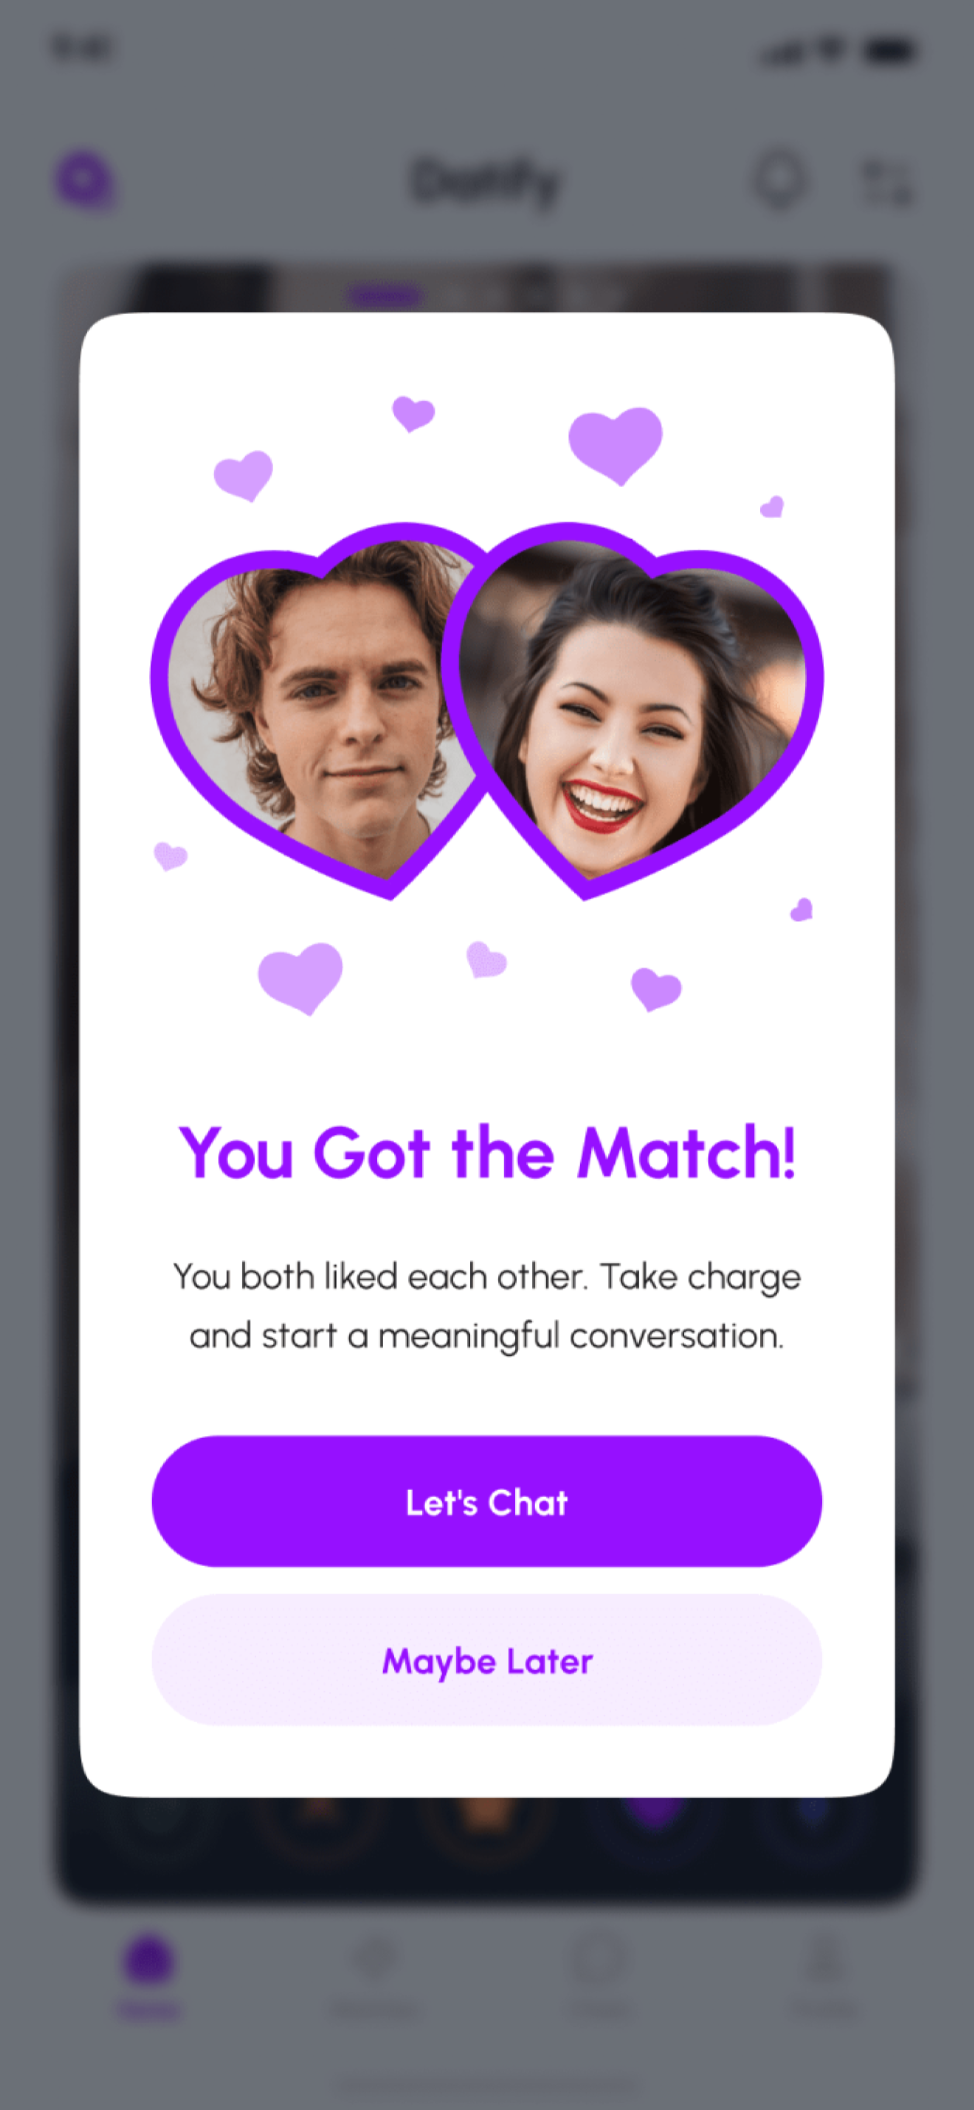 9:41
Datify
You Got the Match!
You both liked each other. Take charge
and start a meaningful conversation.
Let's Chat
Maybe Later
Home